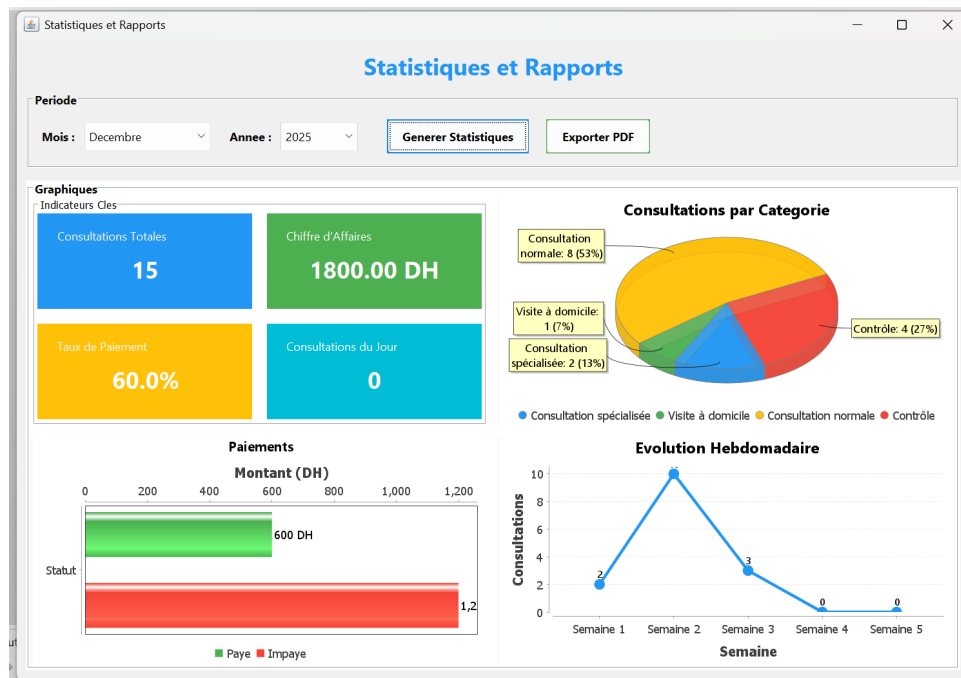 Statistiques et Rapports
Statistiques et Rapports
Periode
Mois : Decembre Annee : 2025 Generer Statistiques Exporter PDF
Graphiques
Indicateurs Cles
Consultations Totales
15
Chiffre d'Affaires
1800.00 DH
Taux de Paiement
60.0%
Consultations du Jour
0
Consultations par Categorie
Consultation
normale: 8 (53%)
Visite à domicile:
1 (7%)
Consultation
spécialisée: 2 (13%)
Contrôle: 4 (27%)
Consultation spécialisée Visite à domicile Consultation normale Contrôle
Paiements
Montant (DH)
0 200 400 600 800 1,000 1,200
600 DH
Statut
1,2
Paye Impaye
Evolution Hebdomadaire
Consultations
10
8
6
4
2
0
2
3
0
0
Semaine 1 Semaine 2 Semaine 3 Semaine 4 Semaine 5
Semaine